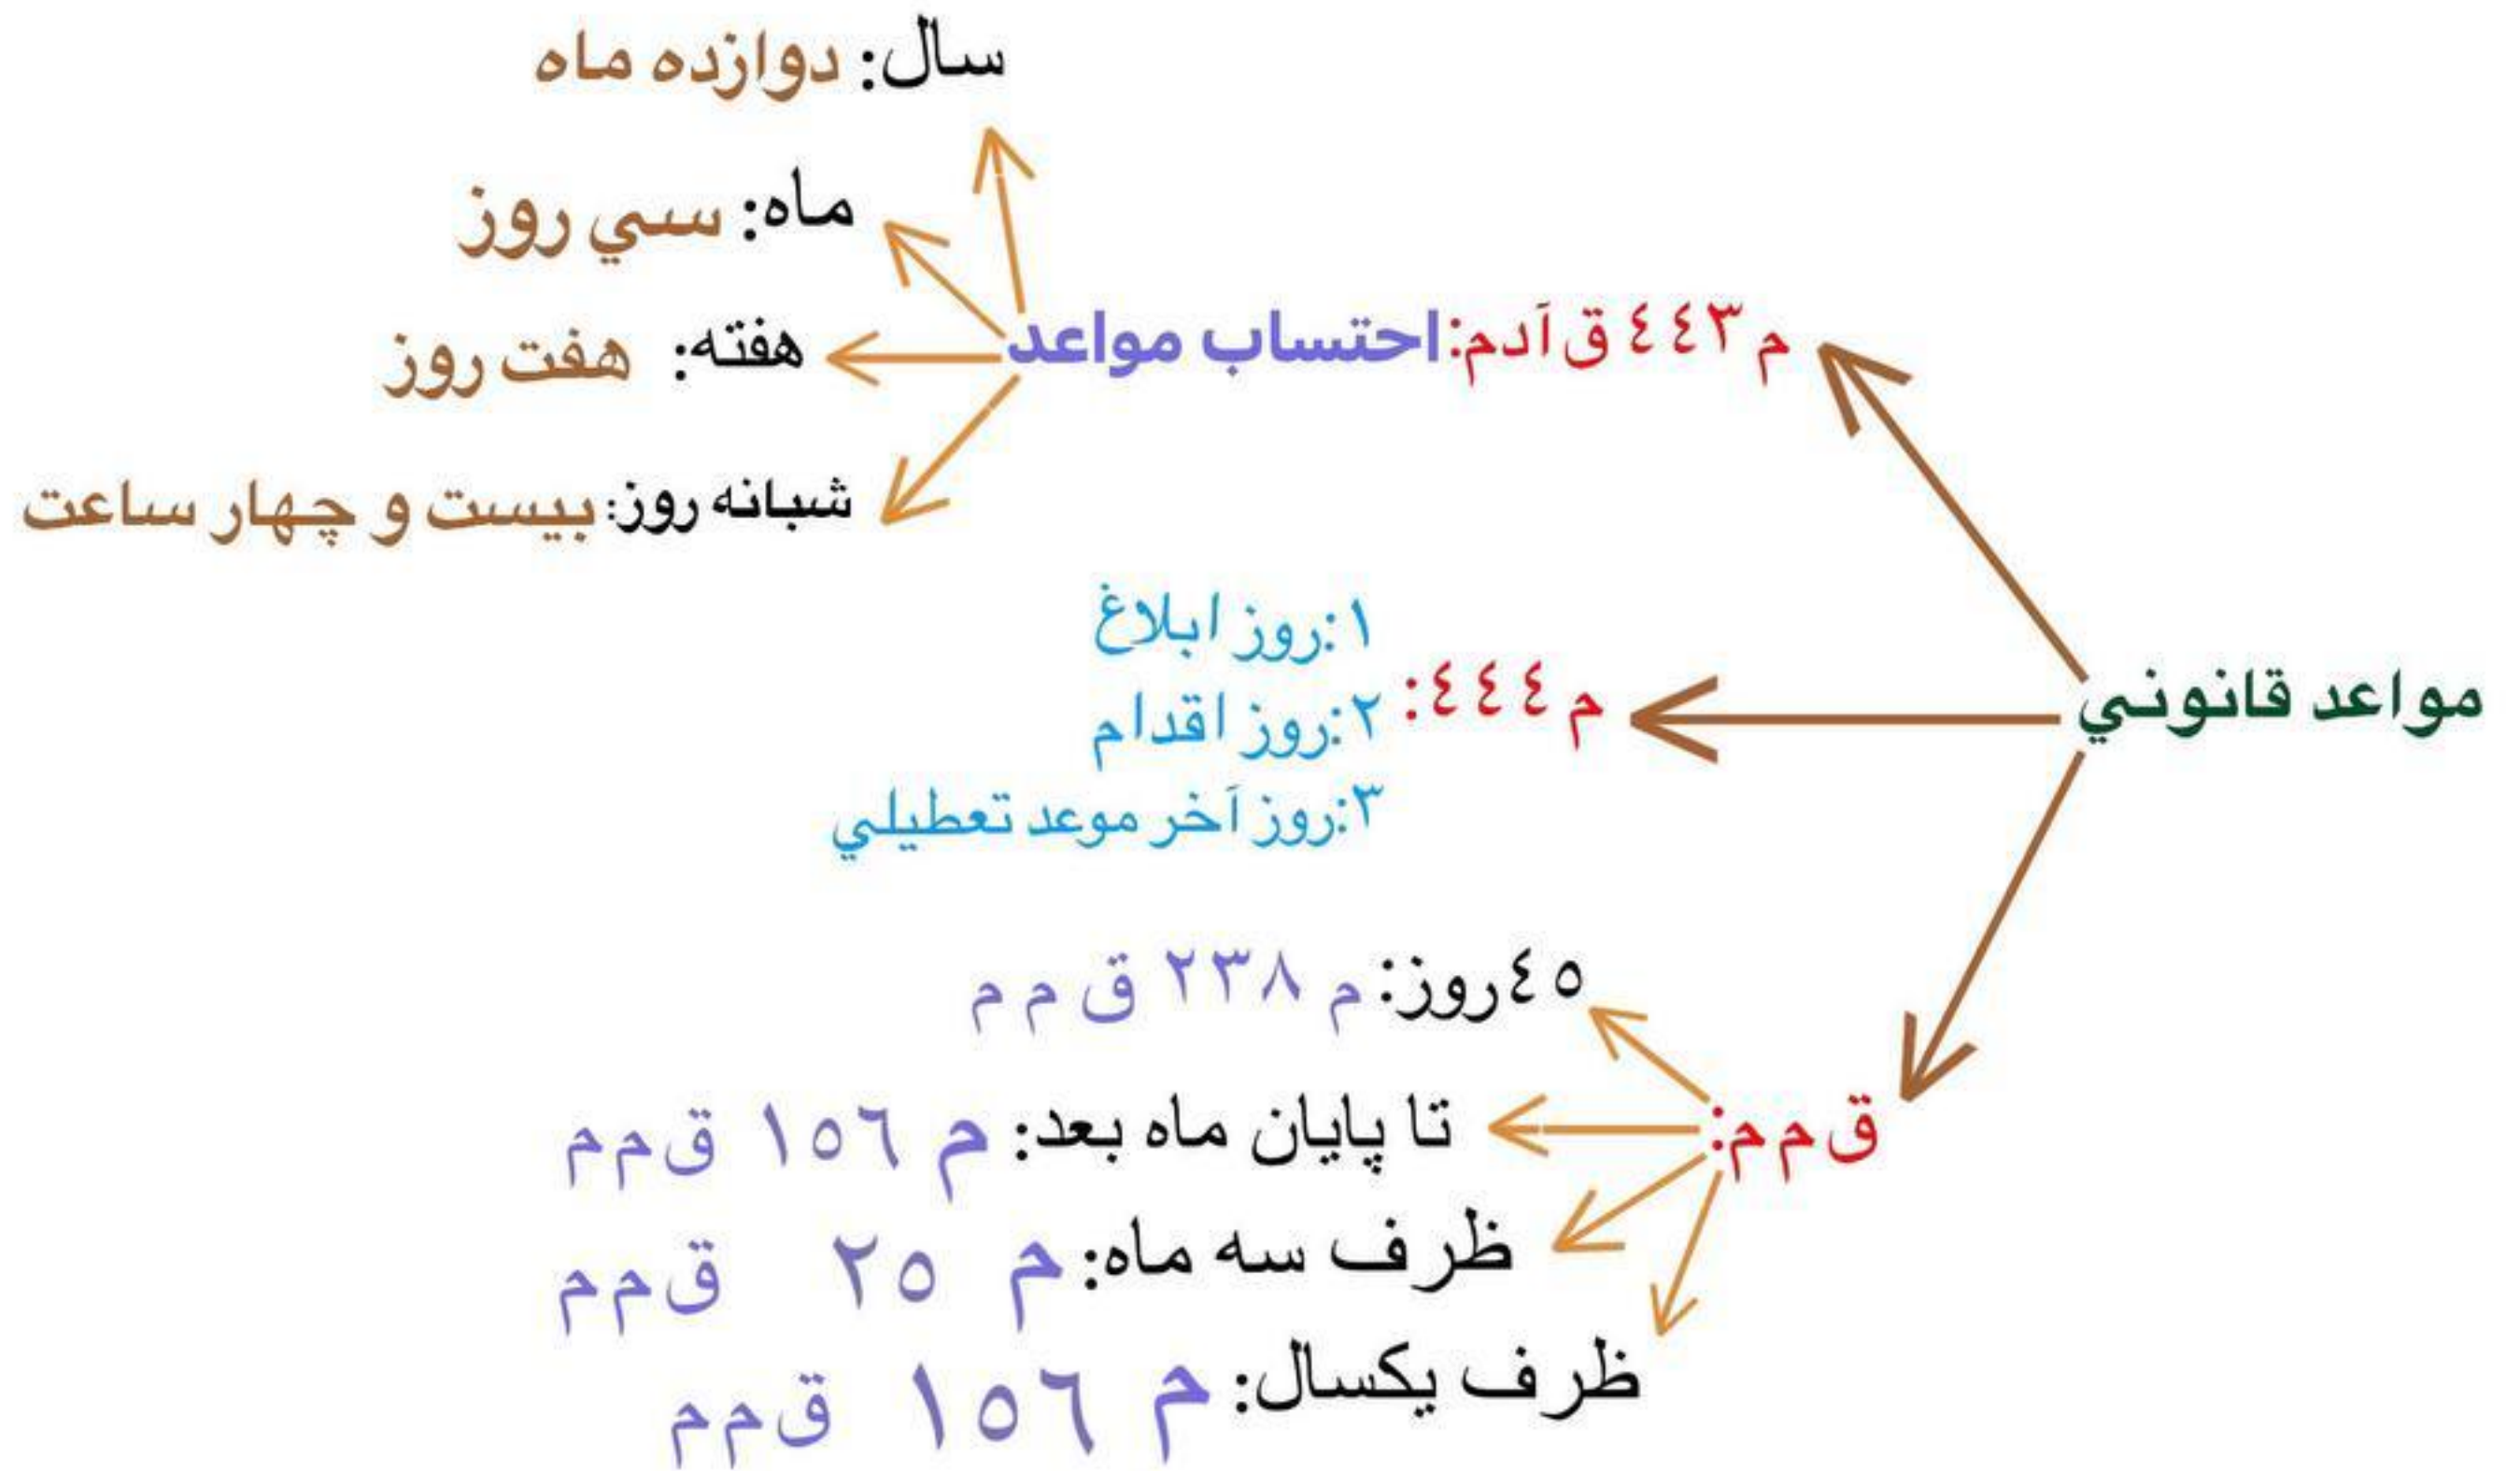 مواعد قانوني
م ٤٤٣ ق آدم: احتساب مواعد
سال: دوازده ماه
ماه: سي روز
هفته: هفت روز
شبانه روز: بيست و چهار ساعت
م ٤٤٤:
١: روز ابلاغ
٢: روز اقدام
٣: روز آخر موعد تعطيلي
ق م م:
٤٥ روز: م ٢٣٨ ق م م
تا پايان ماه بعد: م ١٥٦ ق م م
ظرف سه ماه: م ٢٥ ق م م
ظرف يكسال: م ١٥٦ ق م م